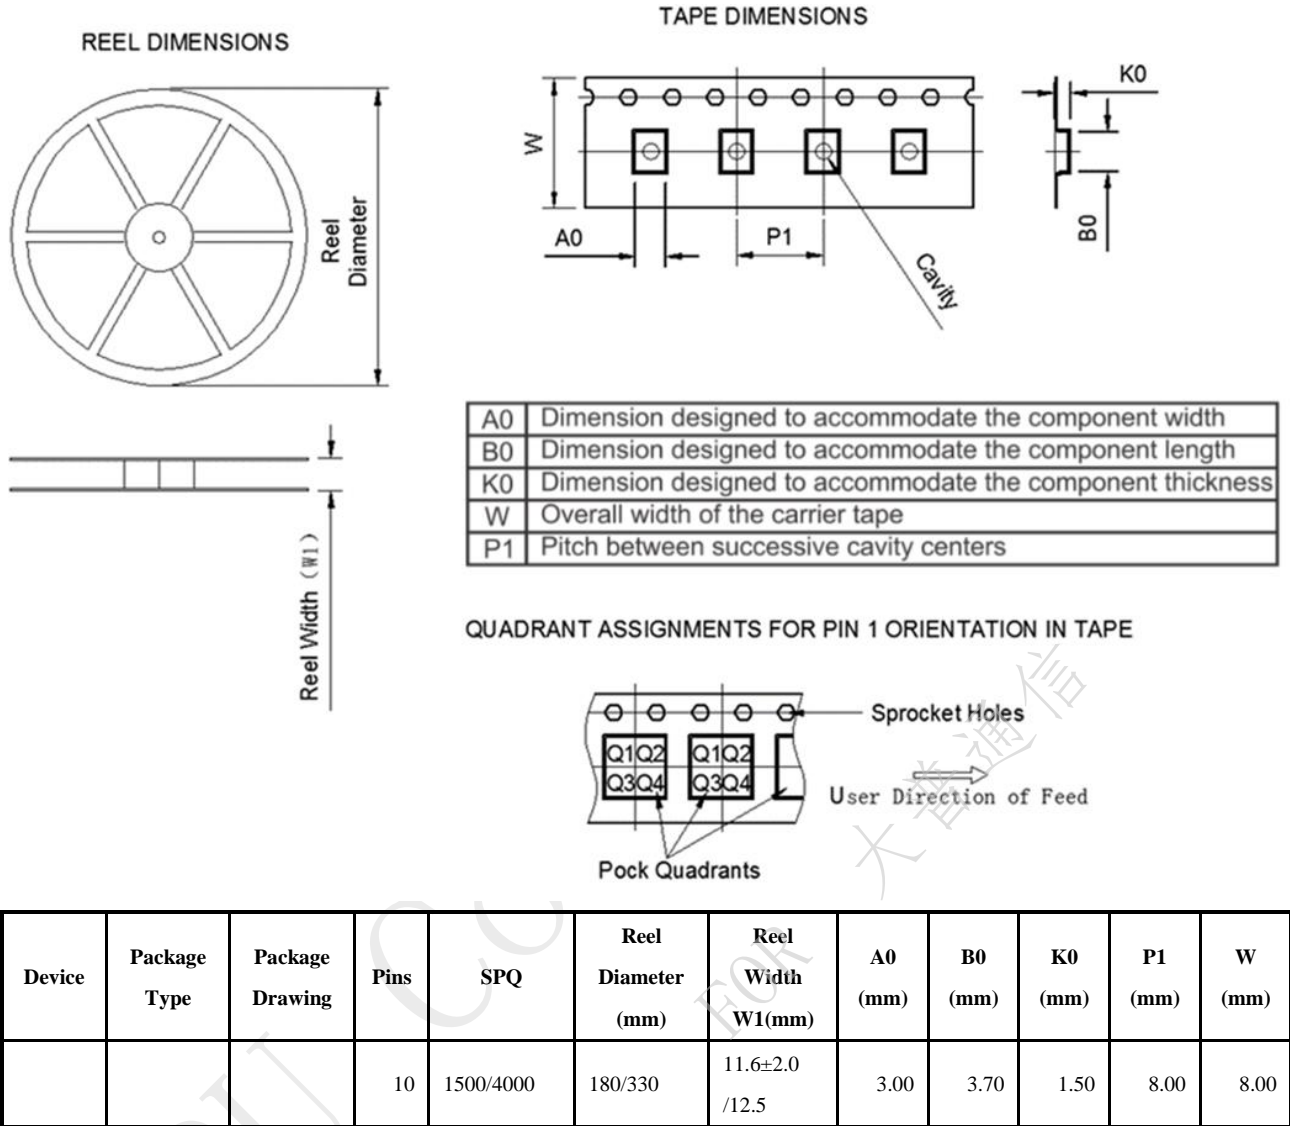 TAPE DIMENSIONS
REEL DIMENSIONS
K0
W
Reel
Diameter
A0
P1
B0
Cavity
A0 Dimension designed to accommodate the component width
B0 Dimension designed to accommodate the component length
K0 Dimension designed to accommodate the component thickness
W Overall width of the carrier tape
P1 Pitch between successive cavity centers
Reel Width (W1)
QUADRANT ASSIGNMENTS FOR PIN 1 ORIENTATION IN TAPE
Sprocket Holes
Q1 Q2 Q1 Q2
Q3 Q4 Q3 Q4
User Direction of Feed
Pock Quadrants
大普通信
FOR
Device Package Type Package Drawing Pins SPQ Reel Diameter (mm) Reel Width W1(mm) A0 (mm) B0 (mm) K0 (mm) P1 (mm) W (mm)
10 1500/4000 180/330 11.6±2.0 /12.5 3.00 3.70 1.50 8.00 8.00